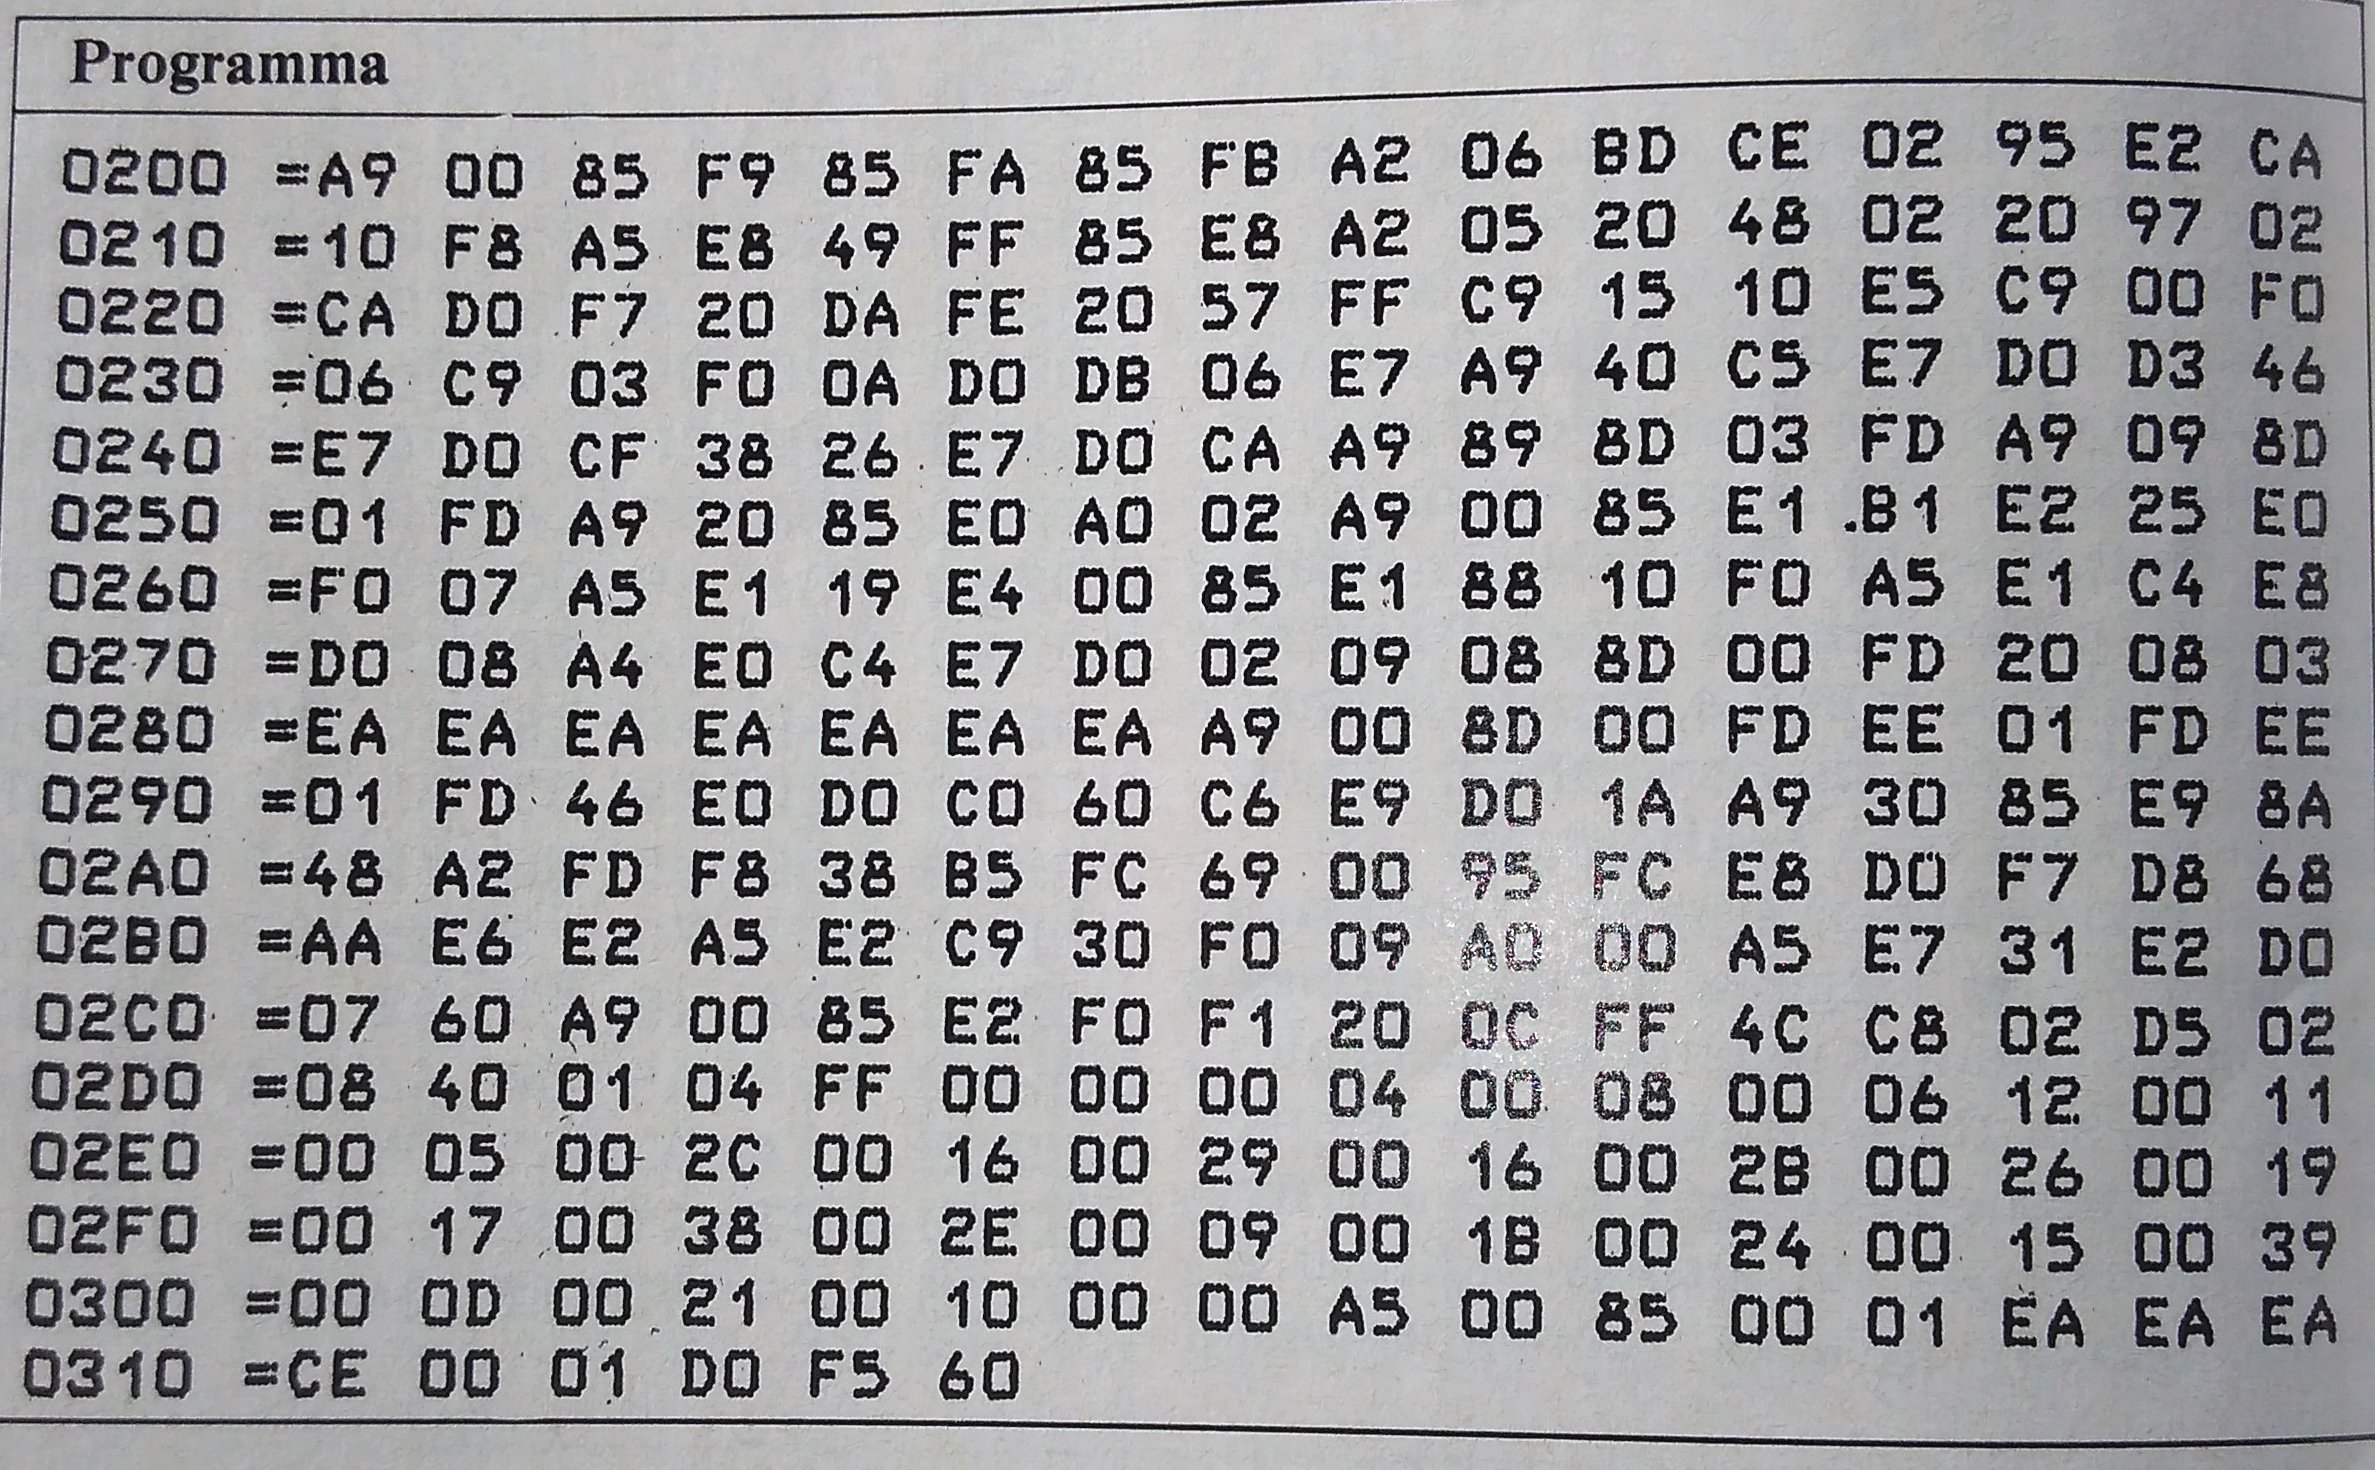 Programma
0200 =A9 00 85 F9 85 FA 85 FB A2 06 BD CE 02 95 E2 CA
0210 =10 F8 A5 E8 49 FF 85 E8 A2 05 20 48 02 20 97 02
0220 =CA D0 F7 20 DA FE 20 57 FF C9 15 10 E5 C9 00 F0
0230 =06 C9 03 F0 0A D0 DB 06 E7 A9 40 C5 E7 D0 D3 46
0240 =E7 D0 CF 38 26 E7 D0 CA A9 89 8D 03 FD A9 09 8D
0250 =01 FD A9 20 85 E0 A0 02 A9 00 85 E1 B1 E2 25 E0
0260 =F0 07 A5 E1 19 E4 00 85 E1 88 10 F0 A5 E1 C4 E8
0270 =D0 08 A4 E0 C4 E7 D0 02 09 08 8D 00 FD 20 08 03
0280 =EA EA EA EA EA EA EA A9 00 8D 00 FD EE 01 FD EE
0290 =01 FD 46 E0 D0 C0 60 C6 E9 D0 1A A9 30 85 E9 8A
02A0 =48 A2 FD F8 38 B5 FC 69 00 95 FC E8 D0 F7 D8 68
02B0 =AA E6 E2 A5 E2 C9 30 F0 09 A0 00 A5 E7 31 E2 D0
02C0 =07 60 A9 00 85 E2 F0 F1 20 0C FF 4C C8 02 D5 02
02D0 =08 40 01 04 FF 00 00 00 04 00 08 00 06 12 00 11
02E0 =00 05 00 2C 00 16 00 29 00 16 00 2B 00 26 00 19
02F0 =00 17 00 38 00 2E 00 09 00 1B 00 24 00 15 00 39
0300 =00 0D 00 21 00 10 00 00 A5 00 85 00 01 EA EA EA
0310 =CE 00 01 D0 F5 60